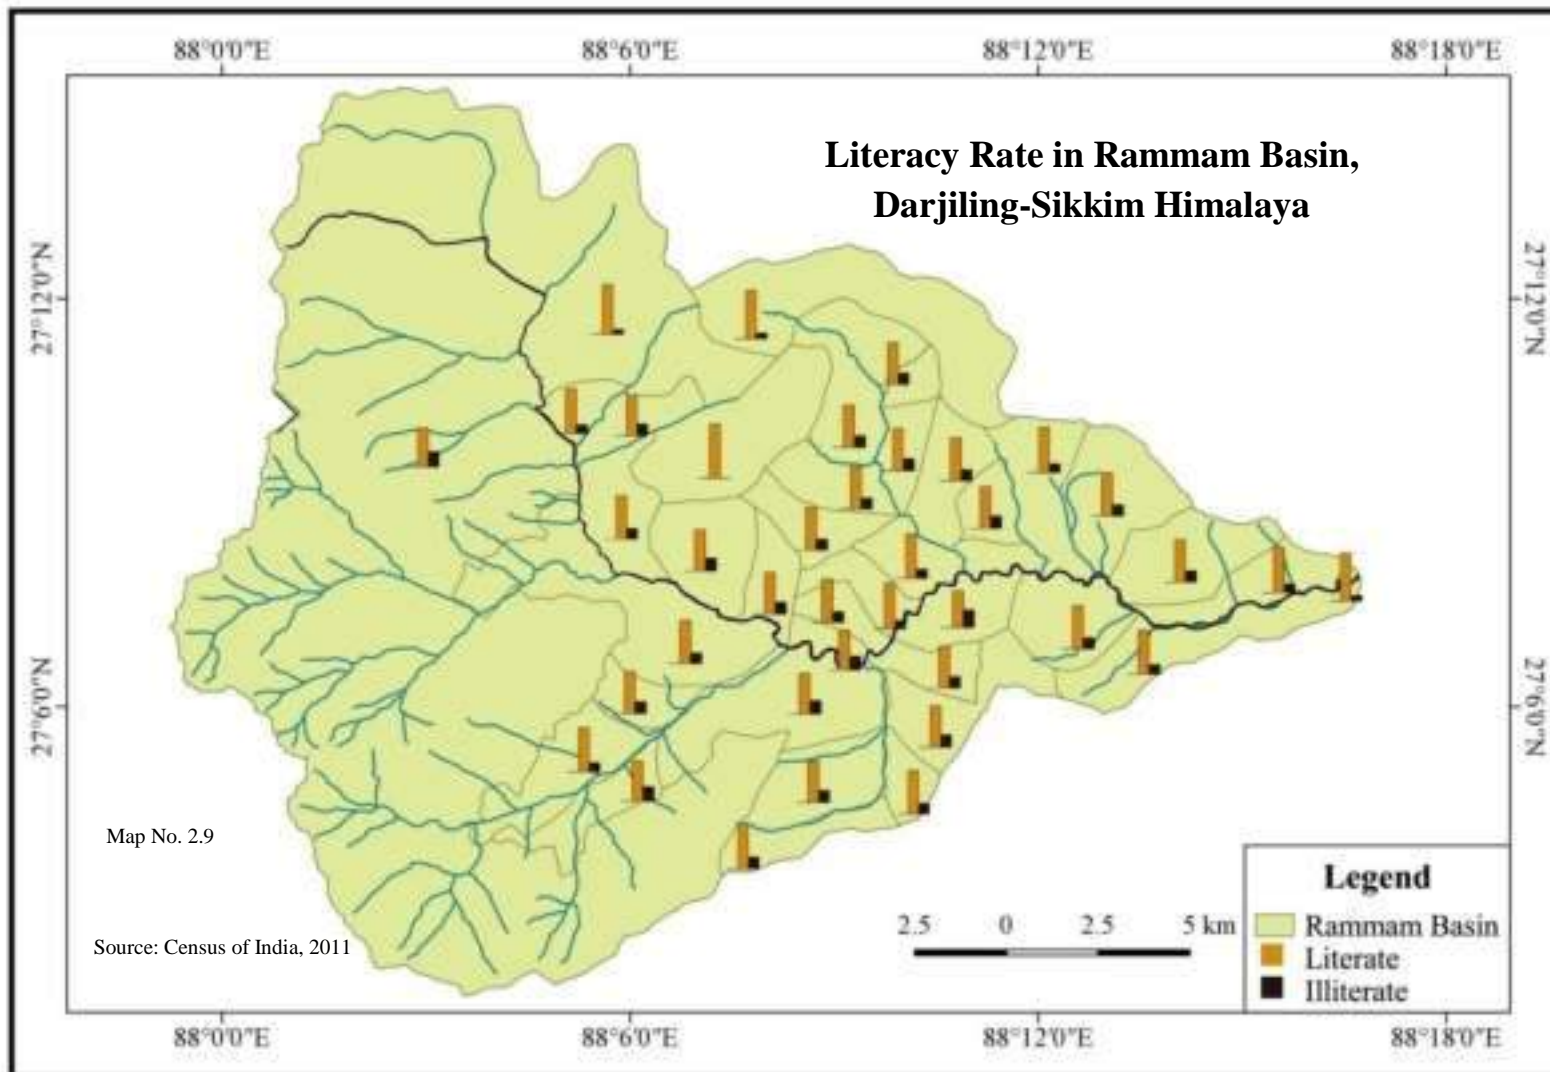 88°0'0"E 88°6'0"E 88°12'0"E 88°18'0"E
Literacy Rate in Rammam Basin,
Darjiling-Sikkim Himalaya
27°12'0"N 27°12'0"N
27°6'0"N 27°6'0"N
Map No. 2.9
Source: Census of India, 2011
2.5 0 2.5 5 km
Legend
Rammam Basin
Literate
Illiterate
88°0'0"E 88°6'0"E 88°12'0"E 88°18'0"E